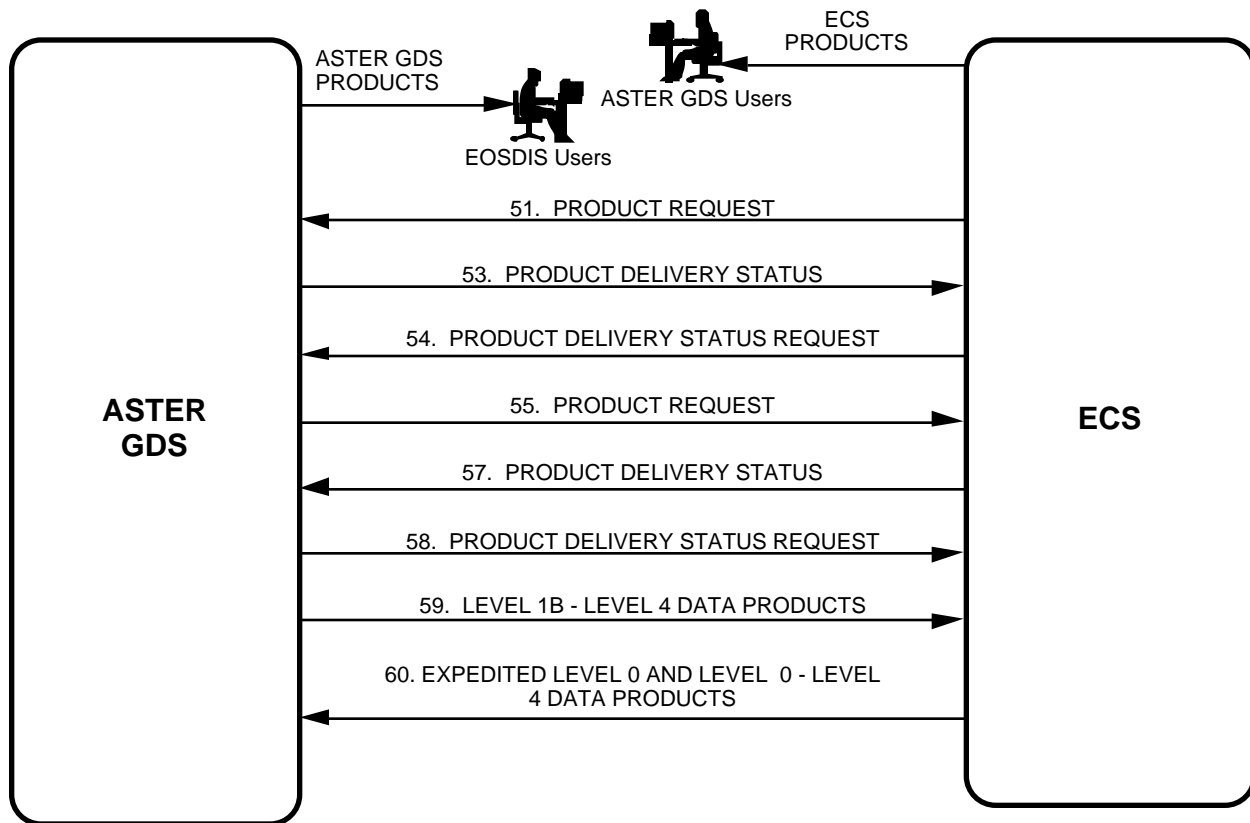 ECS
PRODUCTS
ASTER GDS
PRODUCTS
ASTER GDS Users
EOSDIS Users
51. PRODUCT REQUEST
53. PRODUCT DELIVERY STATUS
54. PRODUCT DELIVERY STATUS REQUEST
55. PRODUCT REQUEST
ASTER
GDS
ECS
57. PRODUCT DELIVERY STATUS
58. PRODUCT DELIVERY STATUS REQUEST
59. LEVEL 1B - LEVEL 4 DATA PRODUCTS
60. EXPEDITED LEVEL 0 AND LEVEL 0 - LEVEL
4 DATA PRODUCTS